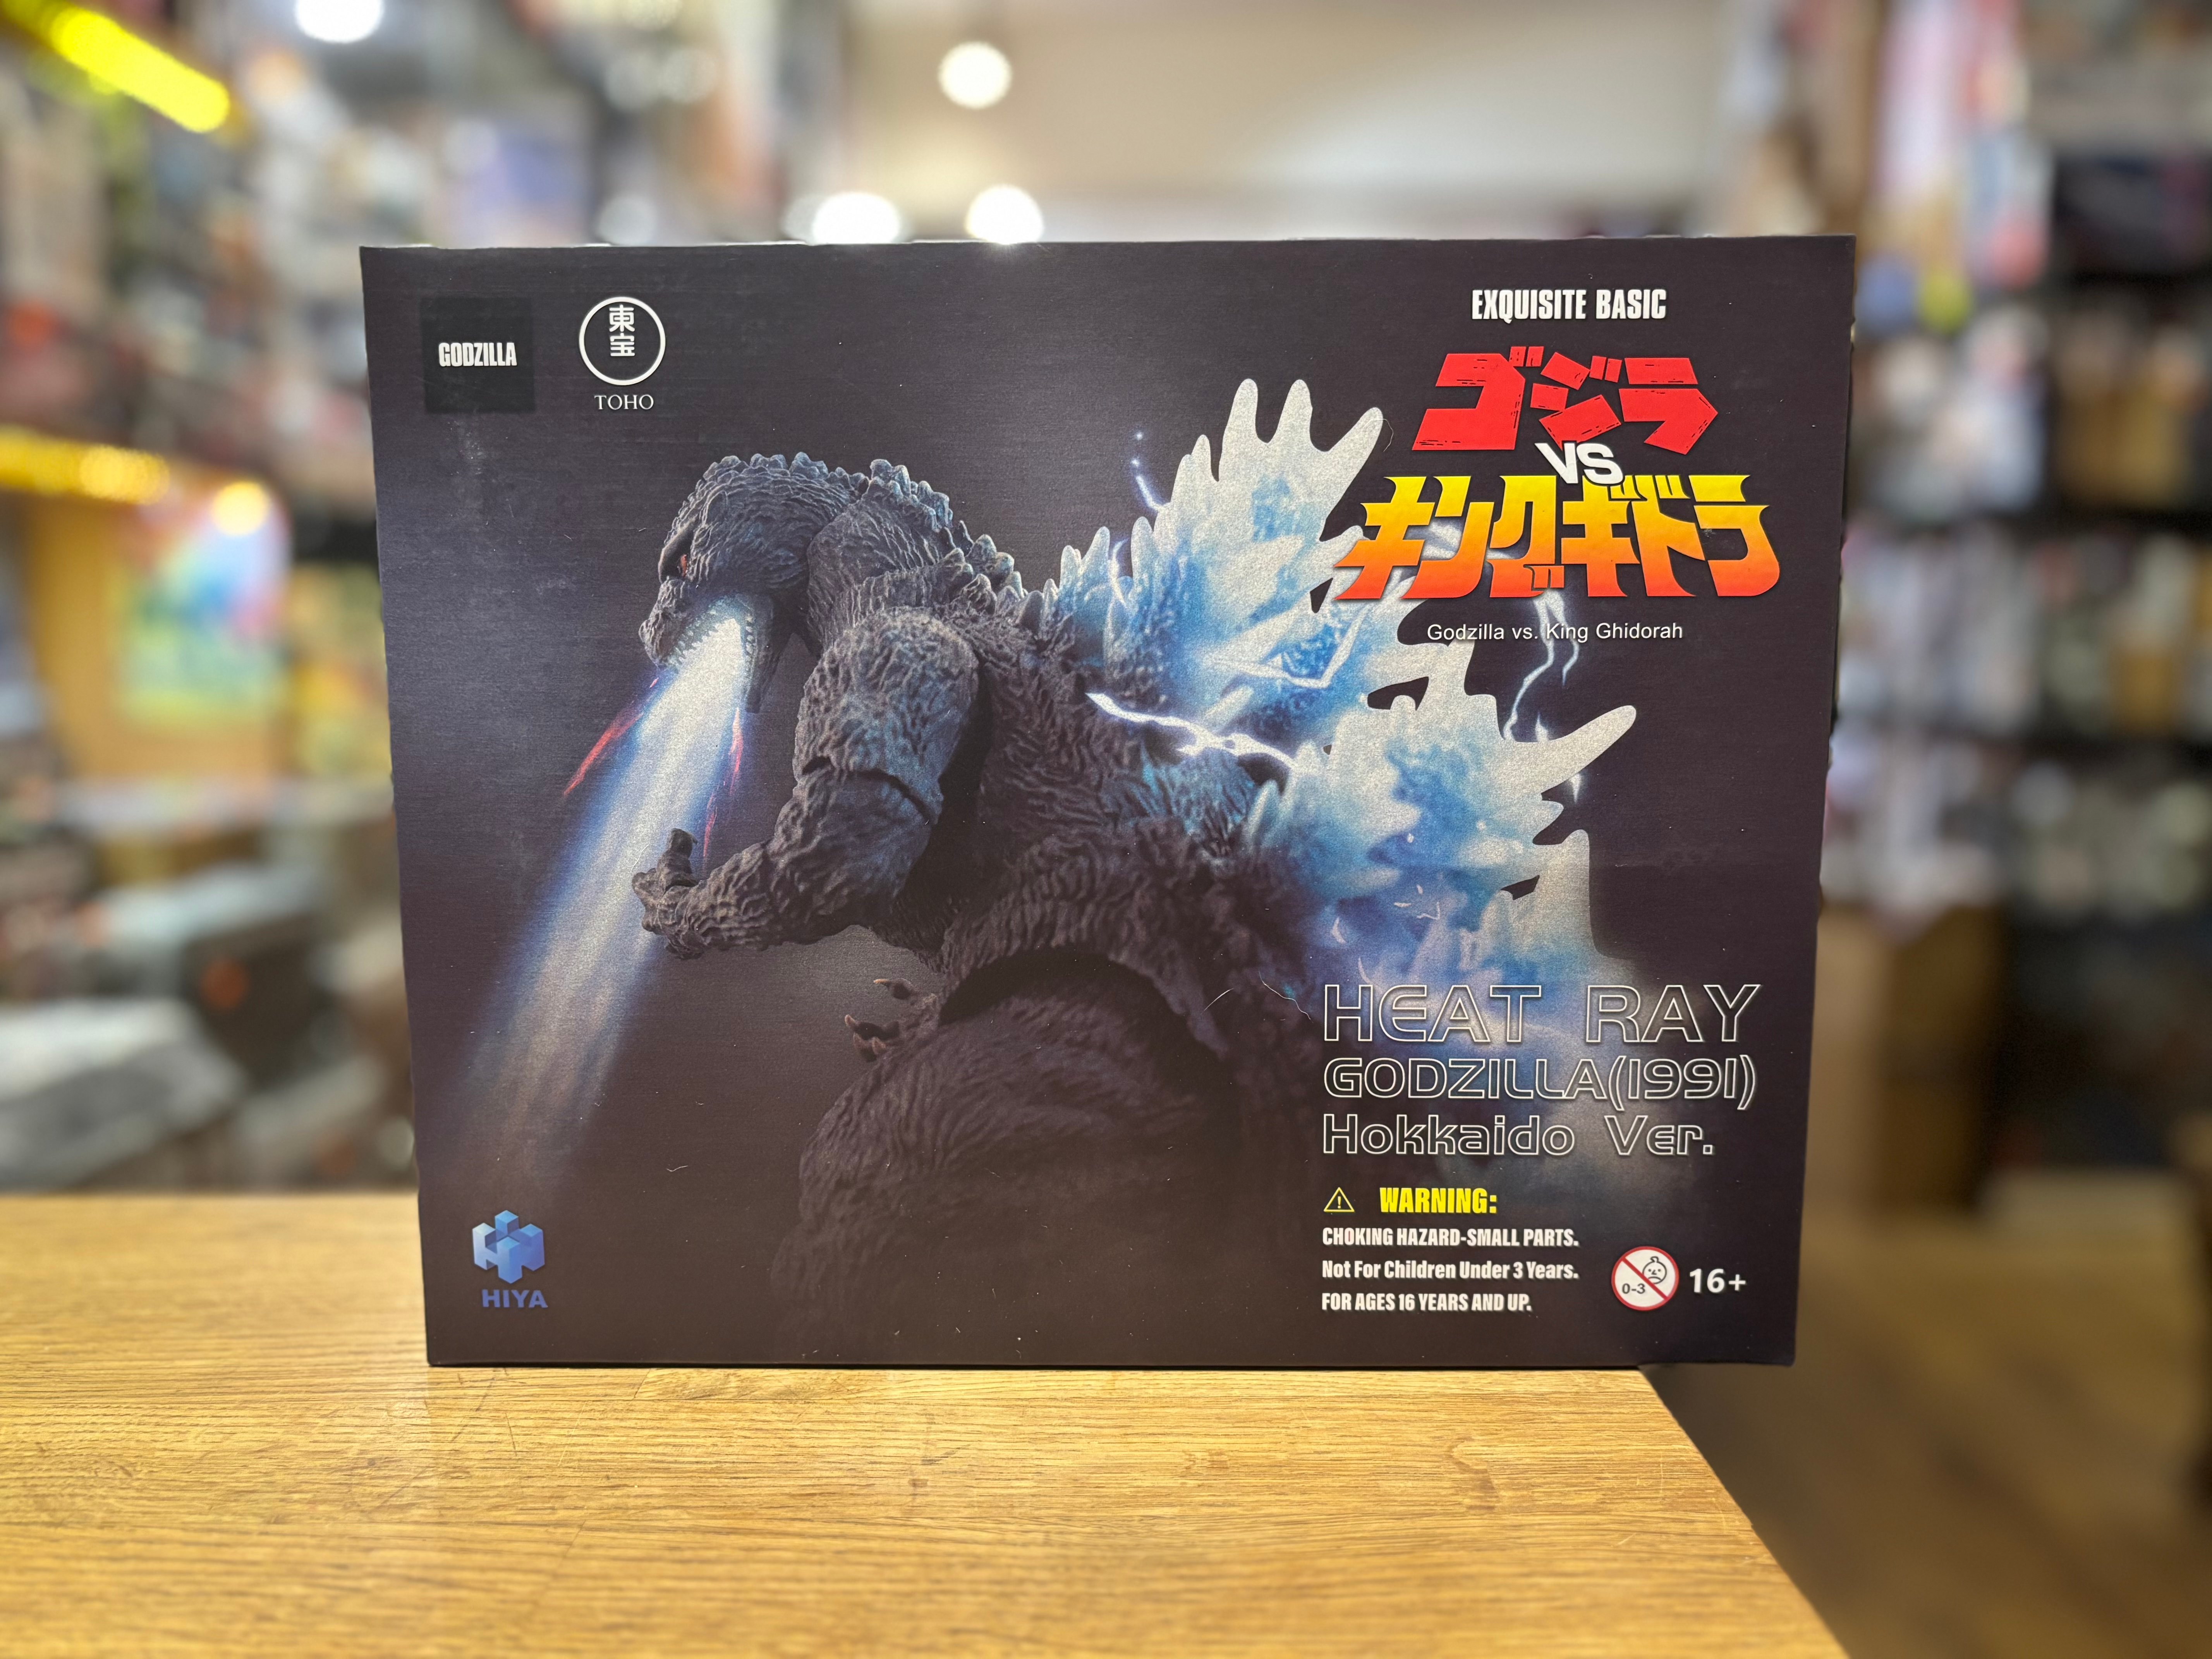 GODZILLA
東宝
TOHO
EXQUISITE BASIC
ゴジラ
VS
キングギドラ
Godzilla vs. King Ghidorah
HEAT RAY
GODZILLA(1991)
Hokkaido Ver.
WARNING:
CHOKING HAZARD-SMALL PARTS.
Not For Children Under 3 Years.
FOR AGES 16 YEARS AND UP.
0-3
16+
HIYA